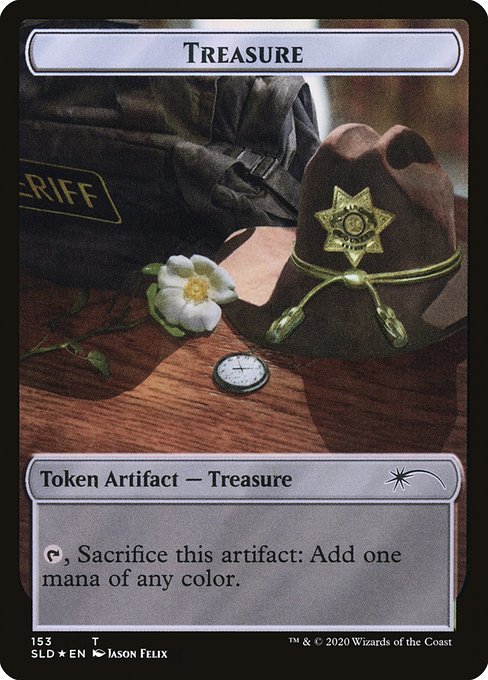 Treasure
ERIFF
Token Artifact — Treasure
, Sacrifice this artifact: Add one
mana of any color.
153 T
SLD ★ EN Jason Felix
™ & © 2020 Wizards of the Coast